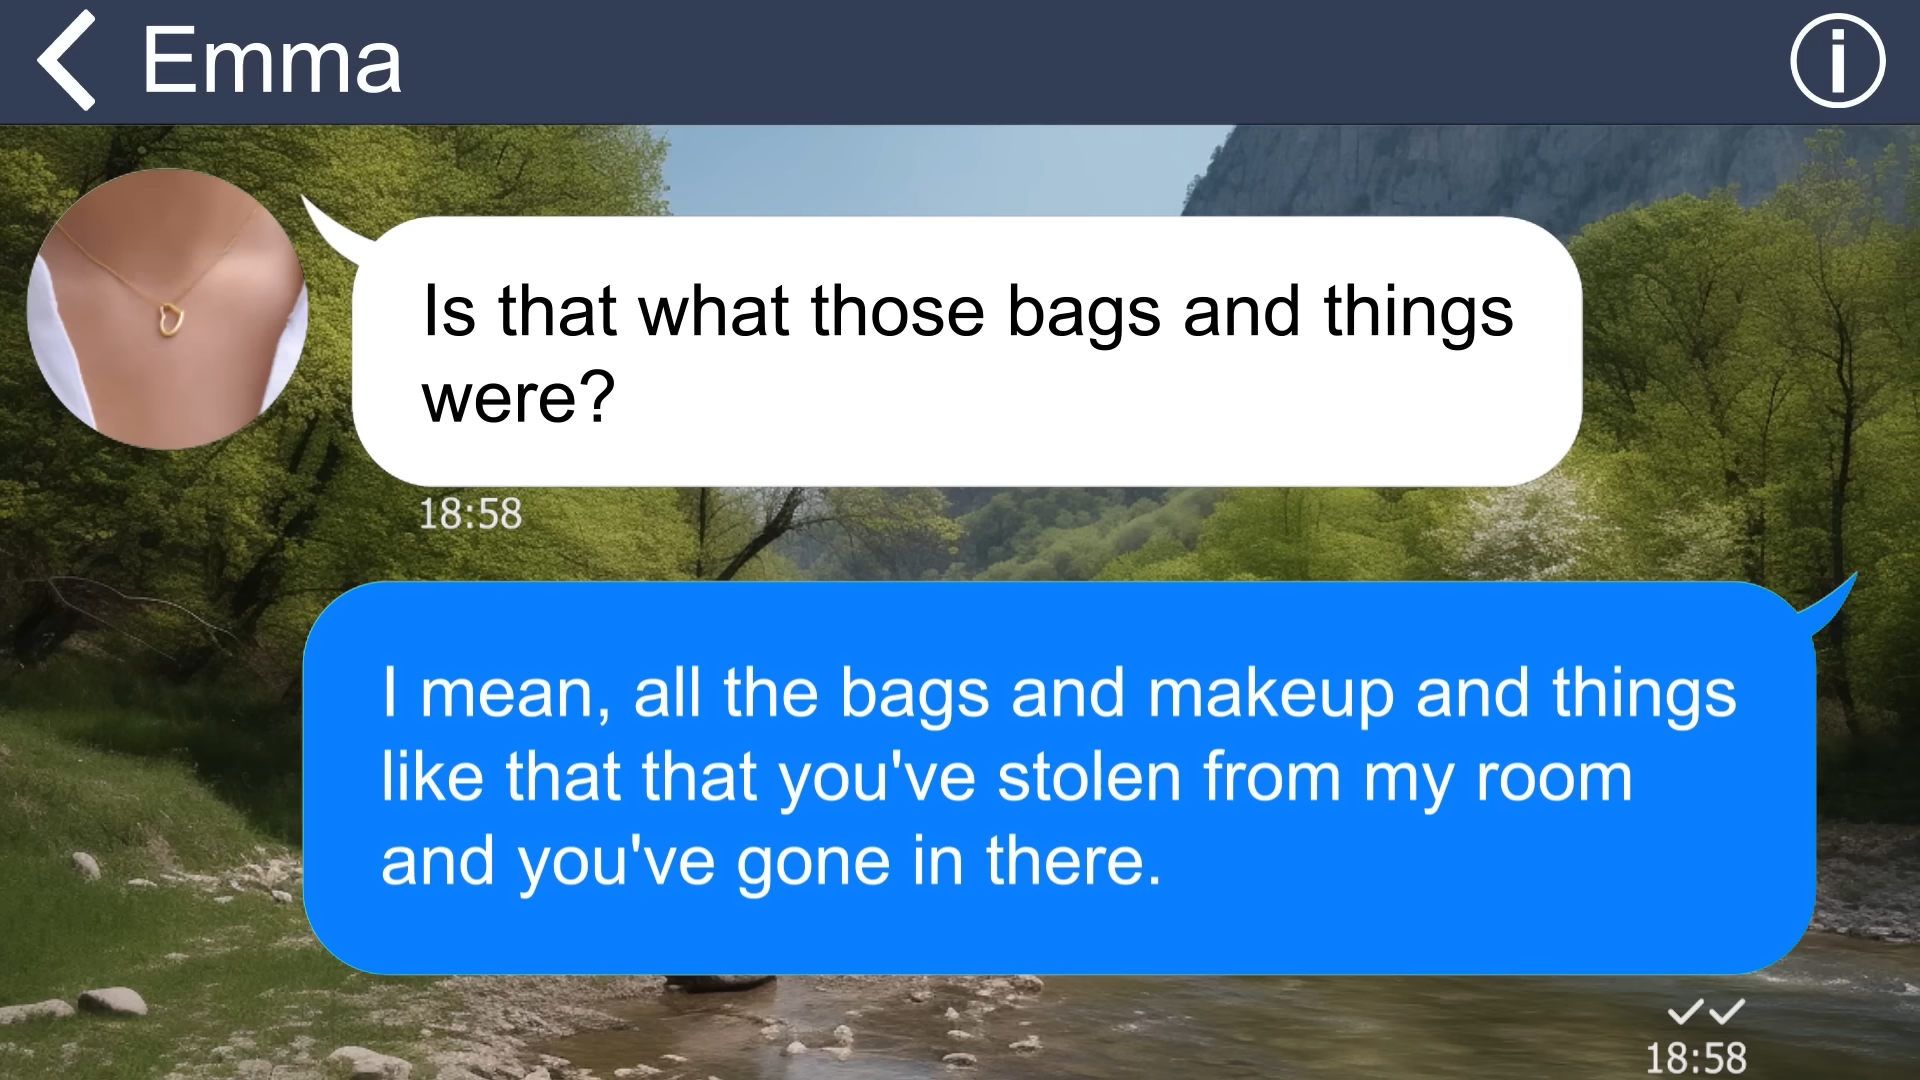 Emma
Is that what those bags and things
were?
18:58
I mean, all the bags and makeup and things
like that that you've stolen from my room
and you've gone in there.
18:58